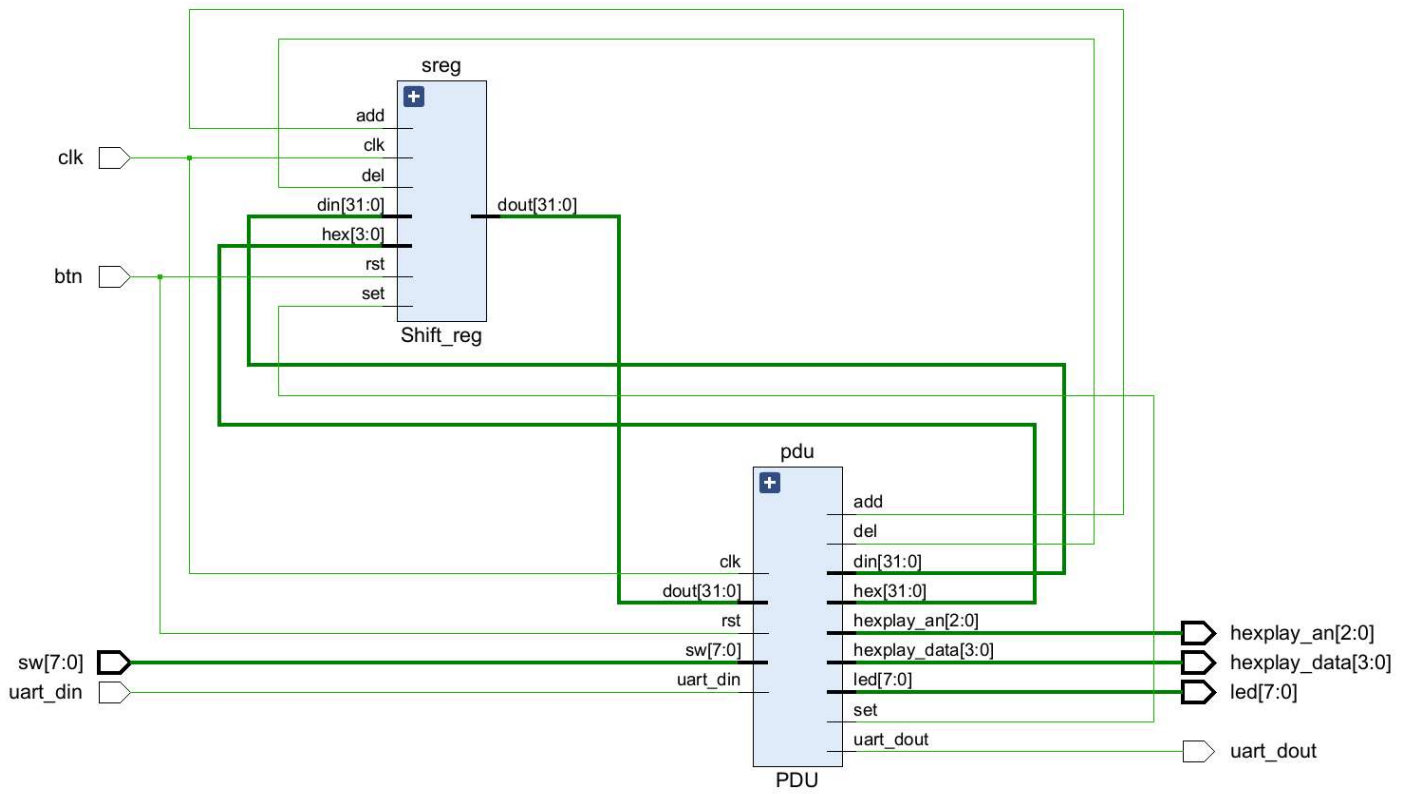 sreg
add
clk
clk
del
din[31:0]
dout[31:0]
hex[3:0]
rst
btn
set
Shift_reg
pdu
add
del
clk
din[31:0]
dout[31:0]
hex[31:0]
rst
hexplay_an[2:0]
hexplay_an[2:0]
sw[7:0]
sw[7:0]
hexplay_data[3:0]
hexplay_data[3:0]
uart_din
uart_din
led[7:0]
led[7:0]
set
uart_dout
uart_dout
PDU